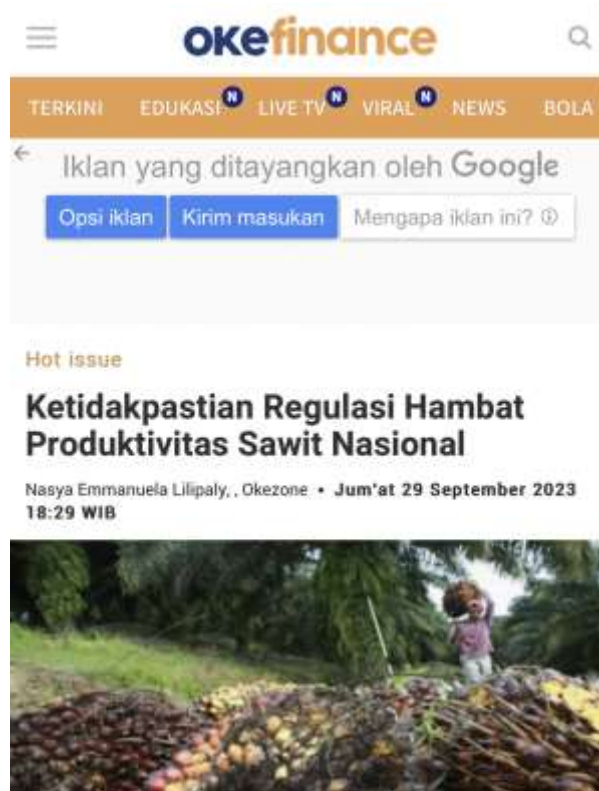 okefinance
TERKINI EDUKASI N LIVE TV N VIRAL N NEWS BOLA
Iklan yang ditayangkan oleh Google
Opsi iklan Kirim masukan Mengapa iklan ini?
Hot issue
Ketidakpastian Regulasi Hambat
Produktivitas Sawit Nasional
Nasya Emmanuela Lilipaly, , Okezone • Jum'at 29 September 2023
18:29 WIB